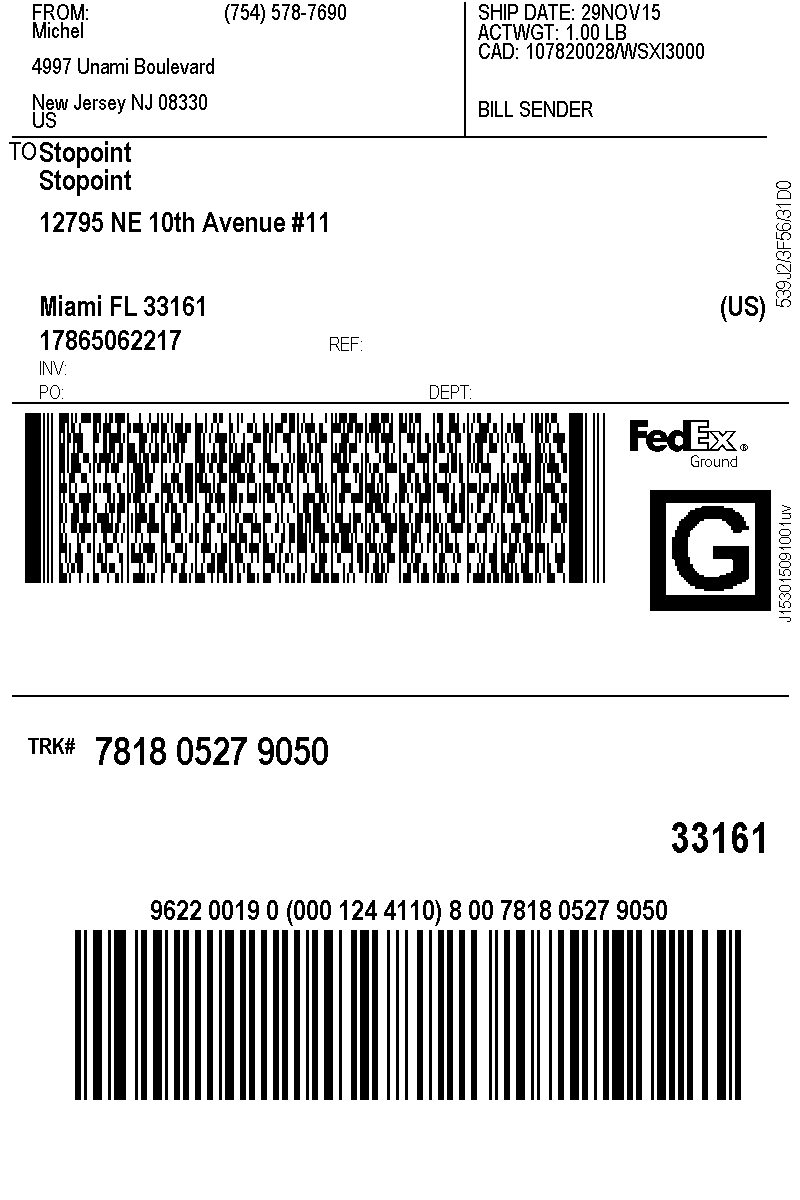 FROM: (754) 578-7690
Michel
4997 Unami Boulevard
New Jersey NJ 08330
US
SHIP DATE: 29NOV15
ACTWGT: 1.00 LB
CAD: 107820028/WSXI3000
BILL SENDER
TO Stopoint
Stopoint
12795 NE 10th Avenue #11
Miami FL 33161 (US)
17865062217 REF:
INV:
PO: DEPT:
539J2/3F56/31D0
FedEx®
Ground
G
J153015091001uv
TRK# 7818 0527 9050
33161
9622 0019 0 (000 124 4110) 8 00 7818 0527 9050